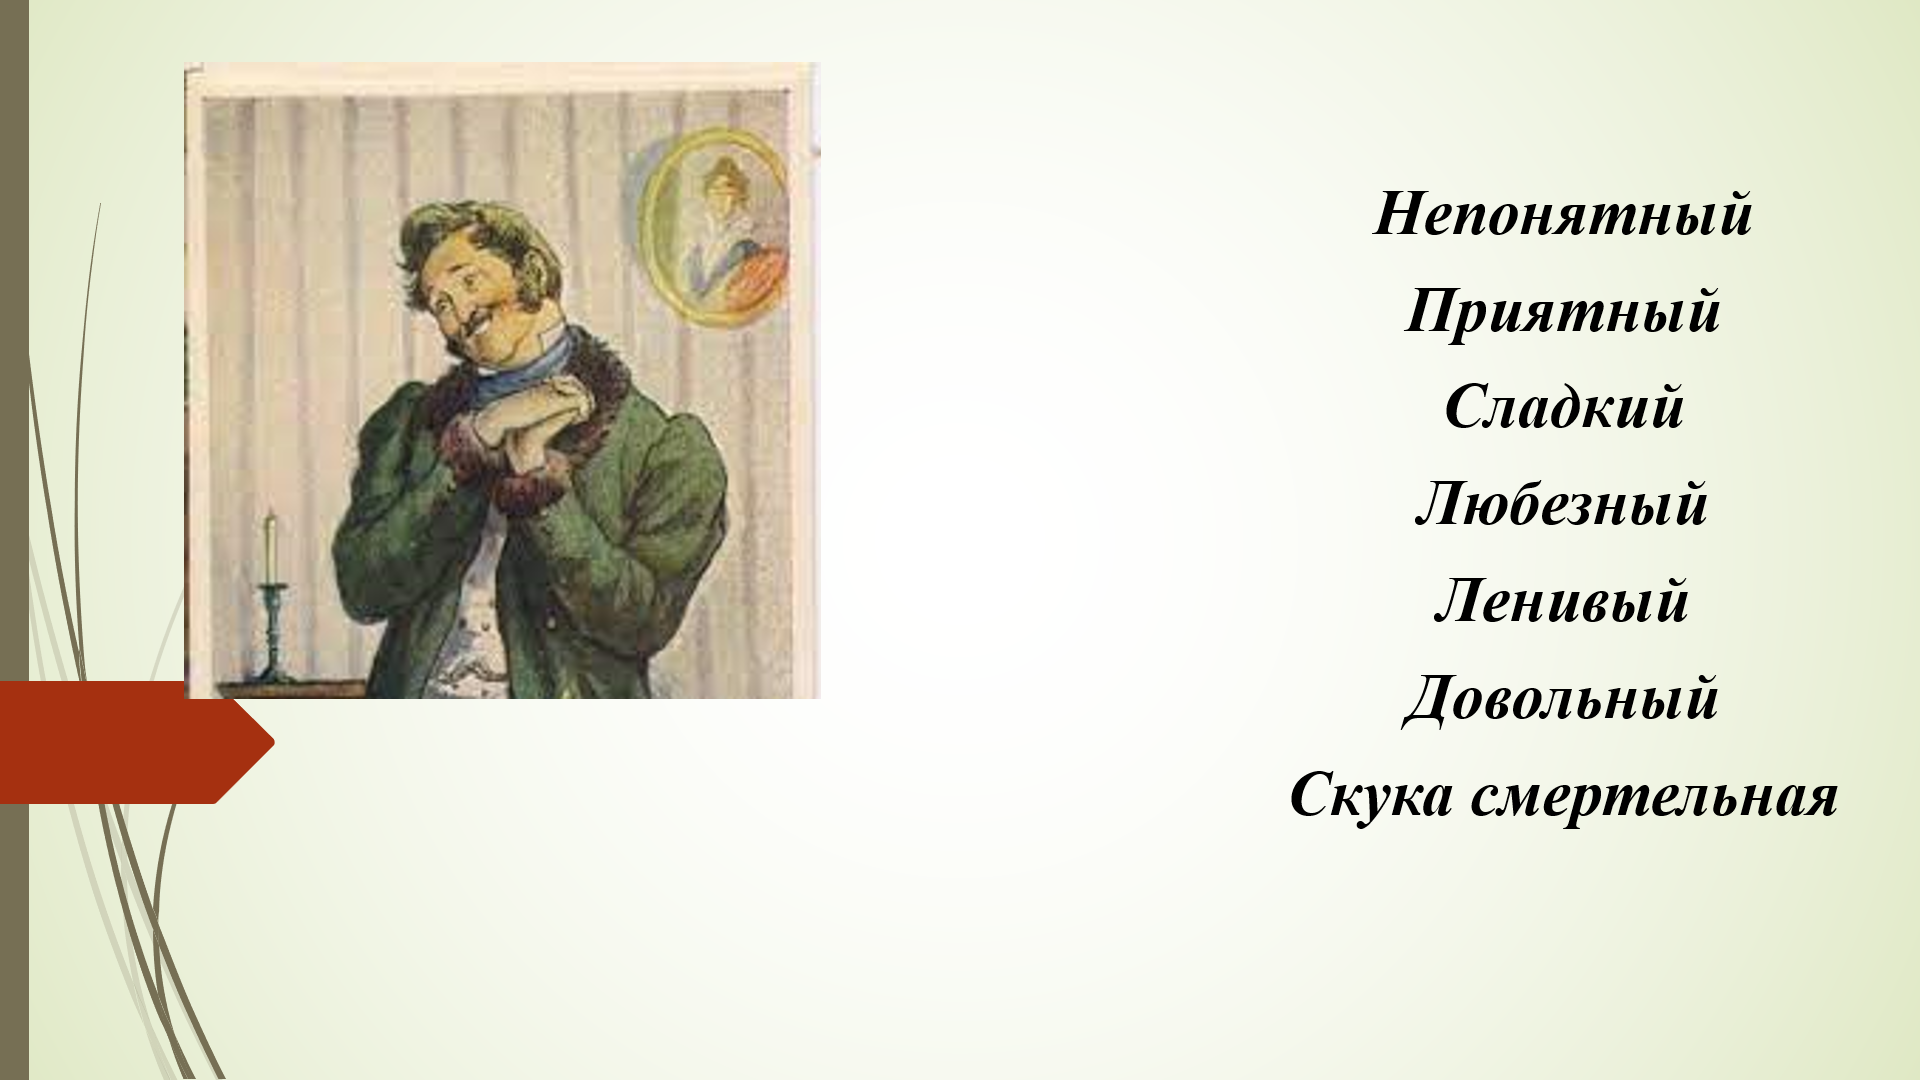 Непонятный
Приятный
Сладкий
Любезный
Ленивый
Довольный
Скука смертельная